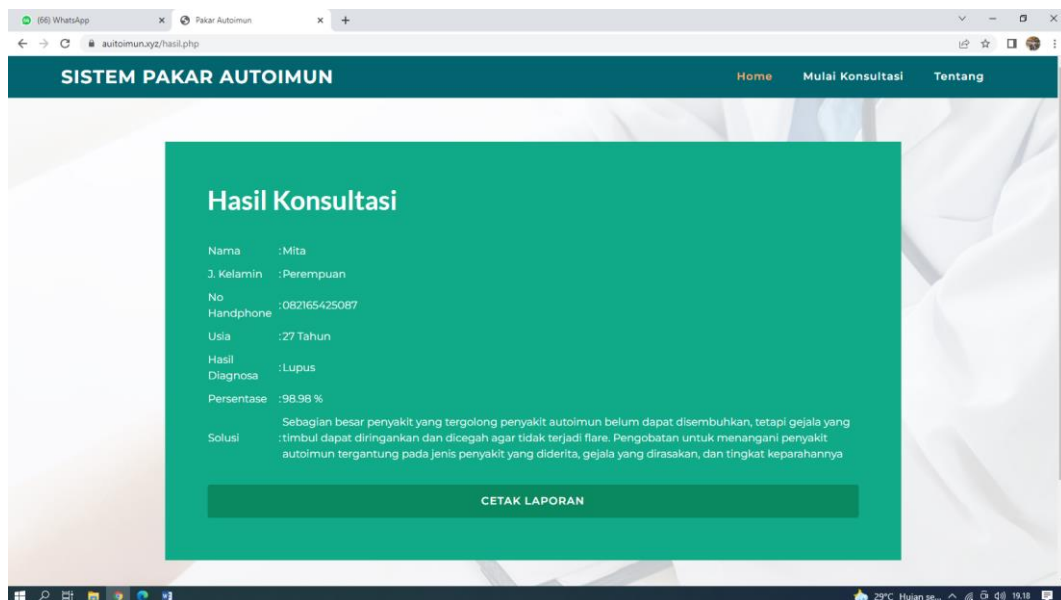 (66) WhatsApp
Pakar Autoimun
auitoimun.xyz/hasil.php
SISTEM PAKAR AUTOIMUN
Home
Mulai Konsultasi
Tentang
Hasil Konsultasi
Nama :Mita
J. Kelamin :Perempuan
No
Handphone :082165425087
Usia :27 Tahun
Hasil
Diagnosa :Lupus
Persentase :98.98 %
Sebagian besar penyakit yang tergolong penyakit autoimun belum dapat disembuhkan, tetapi gejala yang
Solusi :timbul dapat diringankan dan dicegah agar tidak terjadi flare. Pengobatan untuk menangani penyakit
autoimun tergantung pada jenis penyakit yang diderita, gejala yang dirasakan, dan tingkat keparahannya
CETAK LAPORAN
29°C Hujan se... 19.18